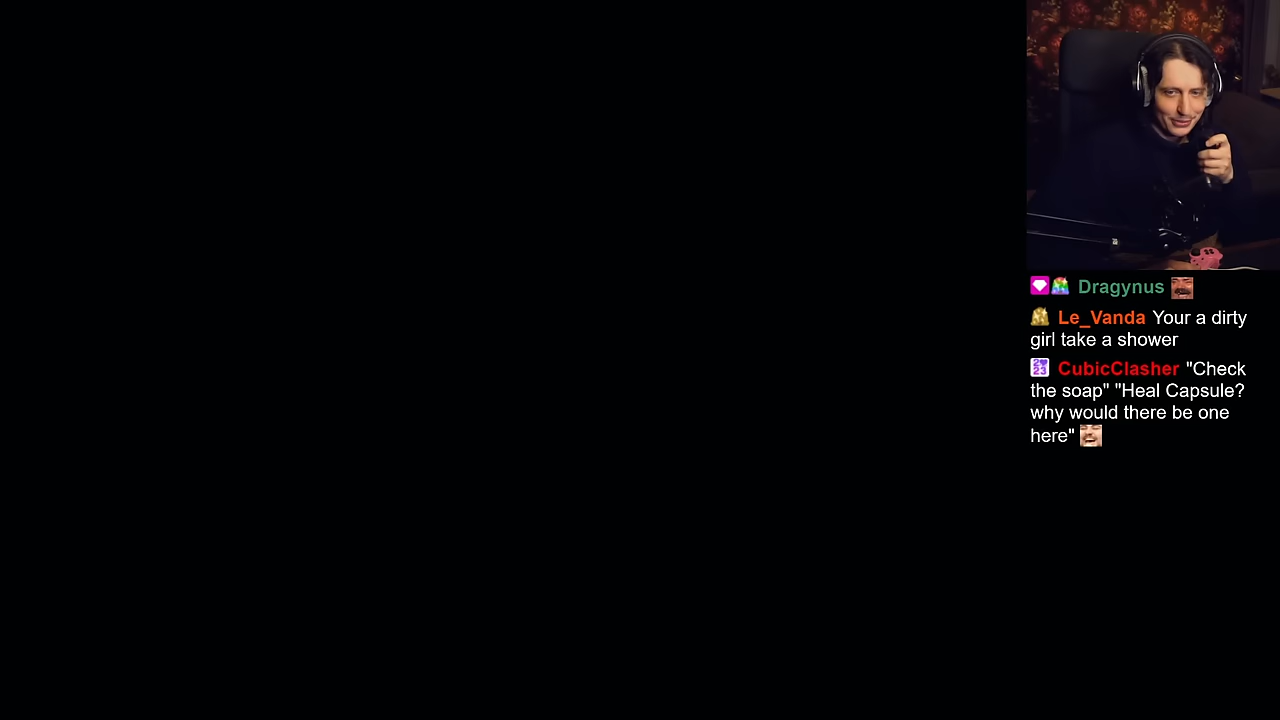 Dragynus
Le_Vanda Your a dirty
girl take a shower
CubicClasher "Check
the soap" "Heal Capsule?
why would there be one
here"